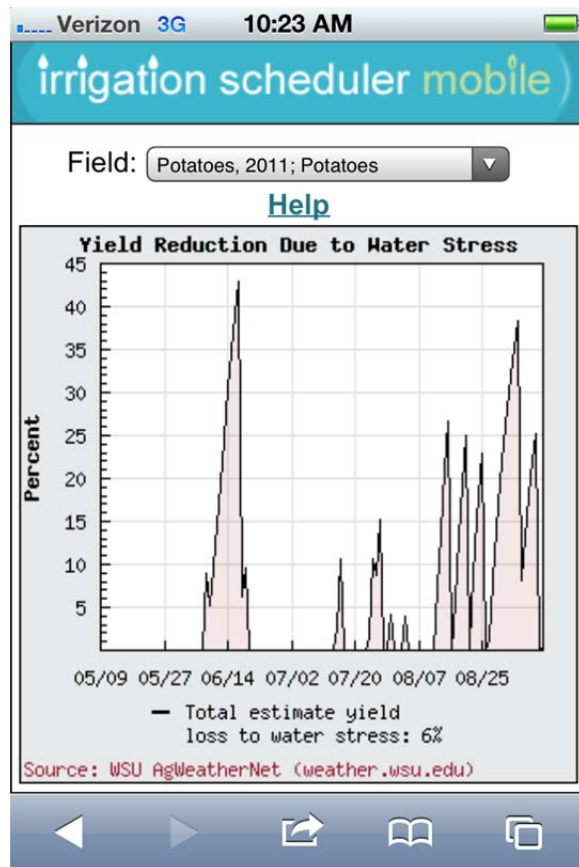 Verizon 3G 10:23 AM
irrigation scheduler mobile
Field: Potatoes, 2011; Potatoes
Help
Yield Reduction Due to Water Stress
45
40
35
30
25
20
15
10
5
Percent
05/09 05/27 06/14 07/02 07/20 08/07 08/25
Total estimate yield
loss to water stress: 6%
Source: WSU AgWeatherNet (weather.wsu.edu)